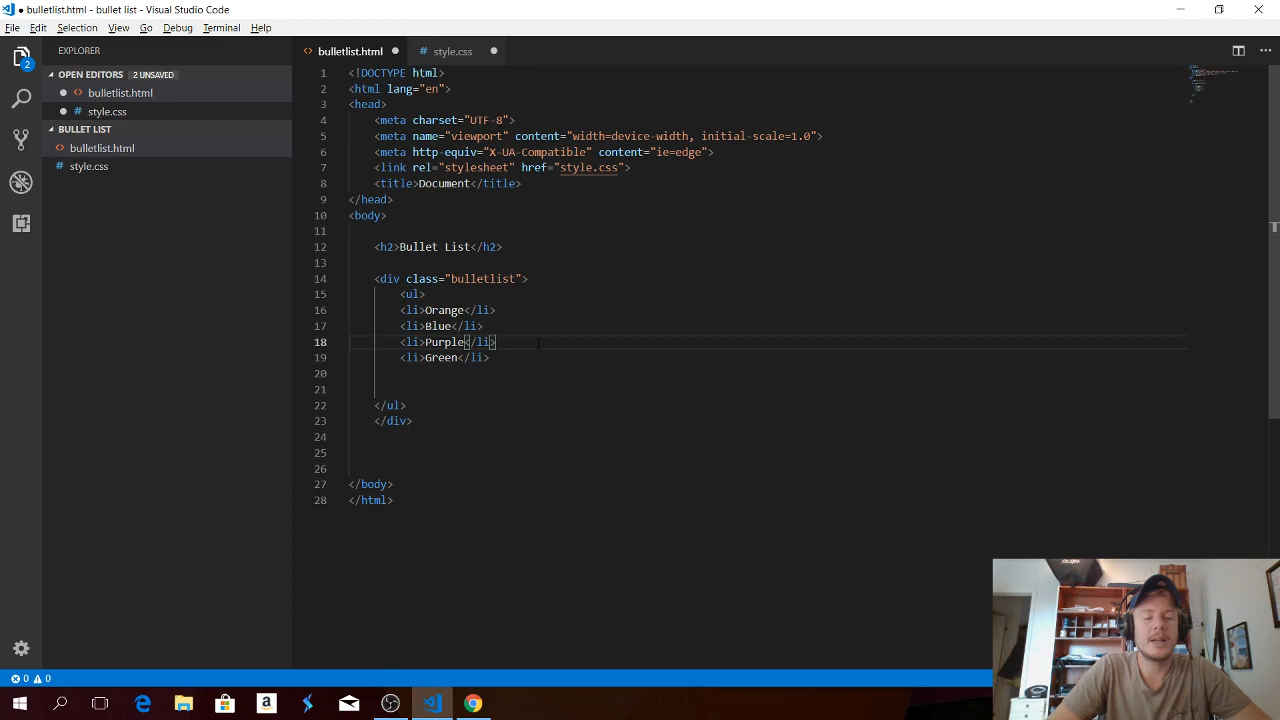 bulletlist.html - bullet list - Visual Studio Code
File Edit Selection View Go Debug Terminal Help
EXPLORER
bulletlist.html
style.css
OPEN EDITORS 2 UNSAVED
bulletlist.html
style.css
BULLET LIST
bulletlist.html
style.css
2
1 <!DOCTYPE html>
2 <html lang="en">
3 <head>
4 <meta charset="UTF-8">
5 <meta name="viewport" content="width=device-width, initial-scale=1.0">
6 <meta http-equiv="X-UA-Compatible" content="ie=edge">
7 <link rel="stylesheet" href="style.css">
8 <title>Document</title>
9 </head>
10 <body>
11
12 <h2>Bullet List</h2>
13
14 <div class="bulletlist">
15 <ul>
16 <li>Orange</li>
17 <li>Blue</li>
18 <li>Purple</li>
19 <li>Green</li>
20
21
22 </ul>
23 </div>
24
25
26
27 </body>
28 </html>
0 0